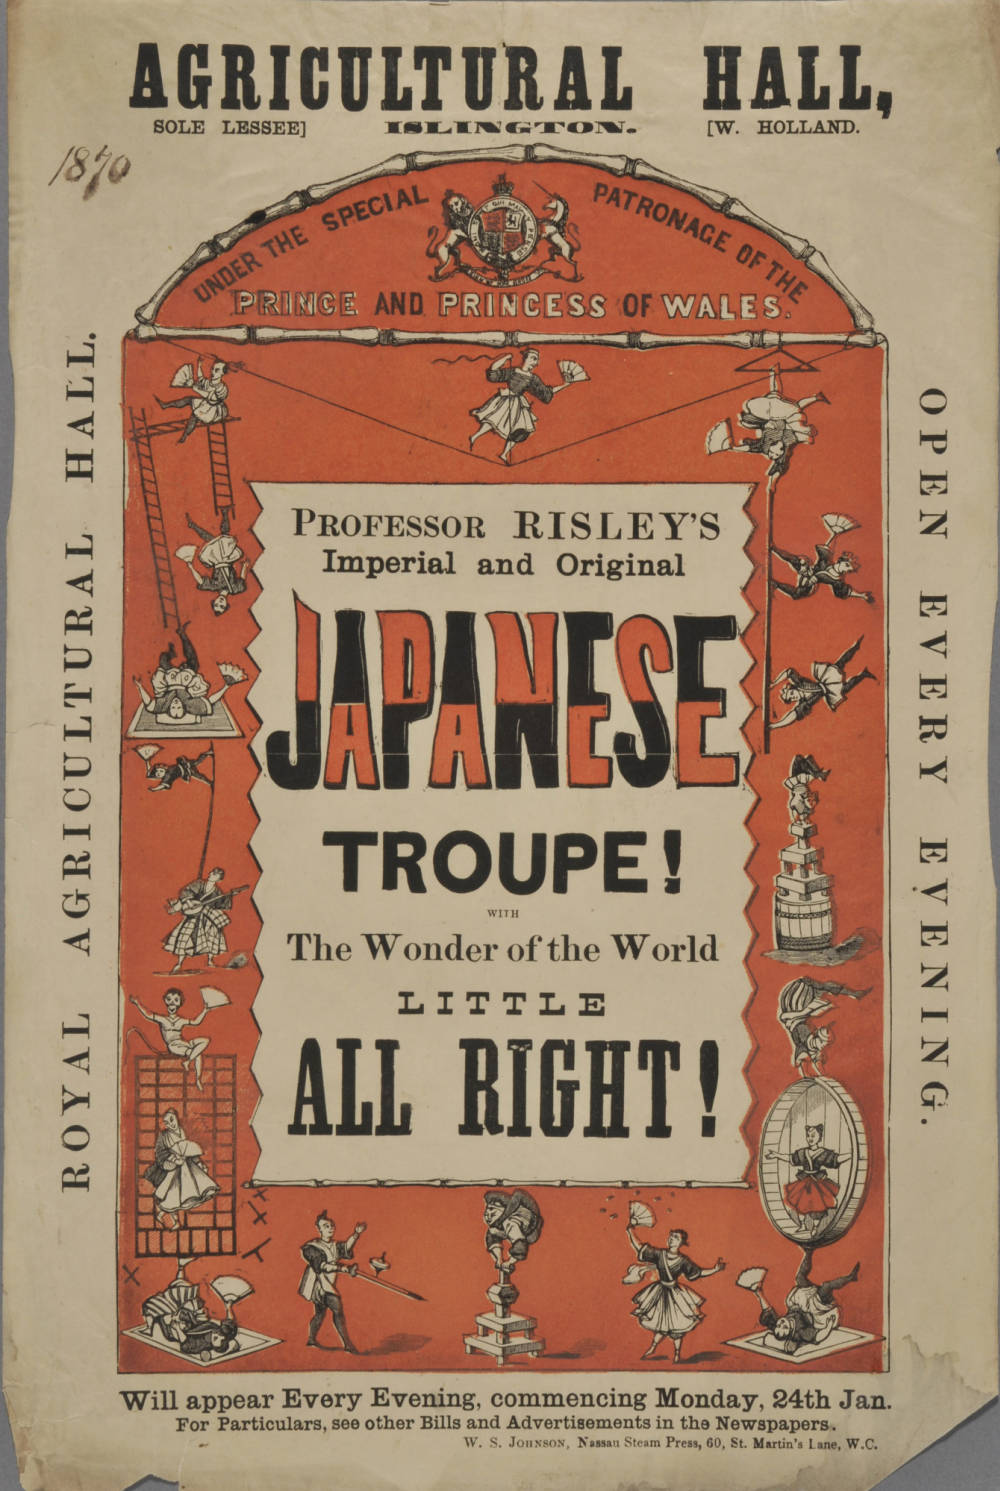 AGRICULTURAL HALL,
SOLE LESSEE] ISLINGTON. [W. HOLLAND.
1870
UNDER THE SPECIAL PATRONAGE OF THE
PRINCE AND PRINCESS OF WALES.
ROYAL AGRICULTURAL HALL.
OPEN EVERY EVENING.
PROFESSOR RISLEY'S
Imperial and Original
JAPANESE
TROUPE!
WITH
The Wonder of the World
LITTLE
ALL RIGHT!
Will appear Every Evening, commencing Monday, 24th Jan.
For Particulars, see other Bills and Advertisements in the Newspapers.
W. S. JOHNSON, Nassau Steam Press, 60, St. Martin's Lane, W.C.